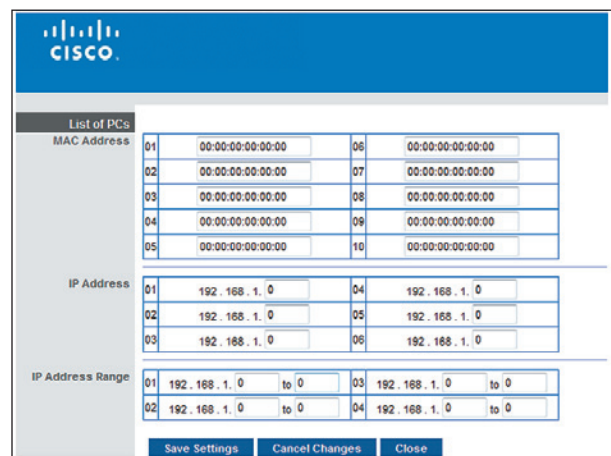 CISCO.
List of PCs
MAC Address
01 00:00:00:00:00:00 06 00:00:00:00:00:00
02 00:00:00:00:00:00 07 00:00:00:00:00:00
03 00:00:00:00:00:00 08 00:00:00:00:00:00
04 00:00:00:00:00:00 09 00:00:00:00:00:00
05 00:00:00:00:00:00 10 00:00:00:00:00:00
IP Address
01 192 . 168 . 1. 0 04 192 . 168 . 1. 0
02 192 . 168 . 1. 0 05 192 . 168 . 1. 0
03 192 . 168 . 1. 0 06 192 . 168 . 1. 0
IP Address Range
01 192 . 168 . 1. 0 to 0 03 192 . 168 . 1. 0 to 0
02 192 . 168 . 1. 0 to 0 04 192 . 168 . 1. 0 to 0
Save Settings Cancel Changes Close